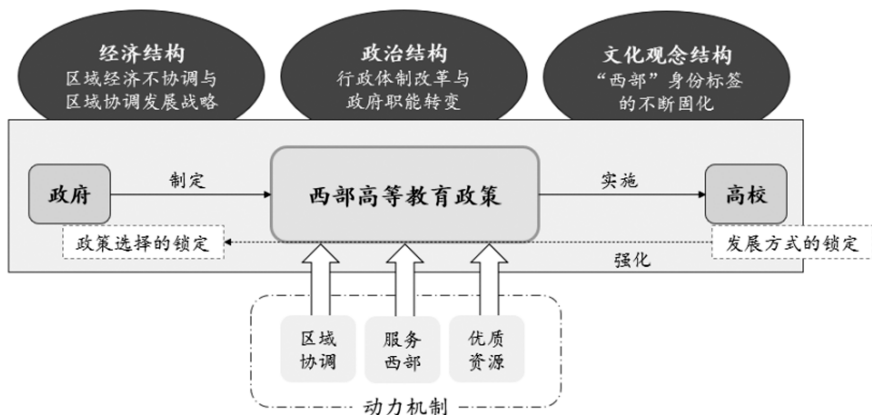 经济结构
区域经济不协调与
区域协调发展战略
政治结构
行政体制改革与
政府职能转变
文化观念结构
“西部”身份标签
的不断固化
政府
制定
西部高等教育政策
实施
高校
政策选择的锁定
发展方式的锁定
强化
区域
协调
服务
西部
优质
资源
动力机制